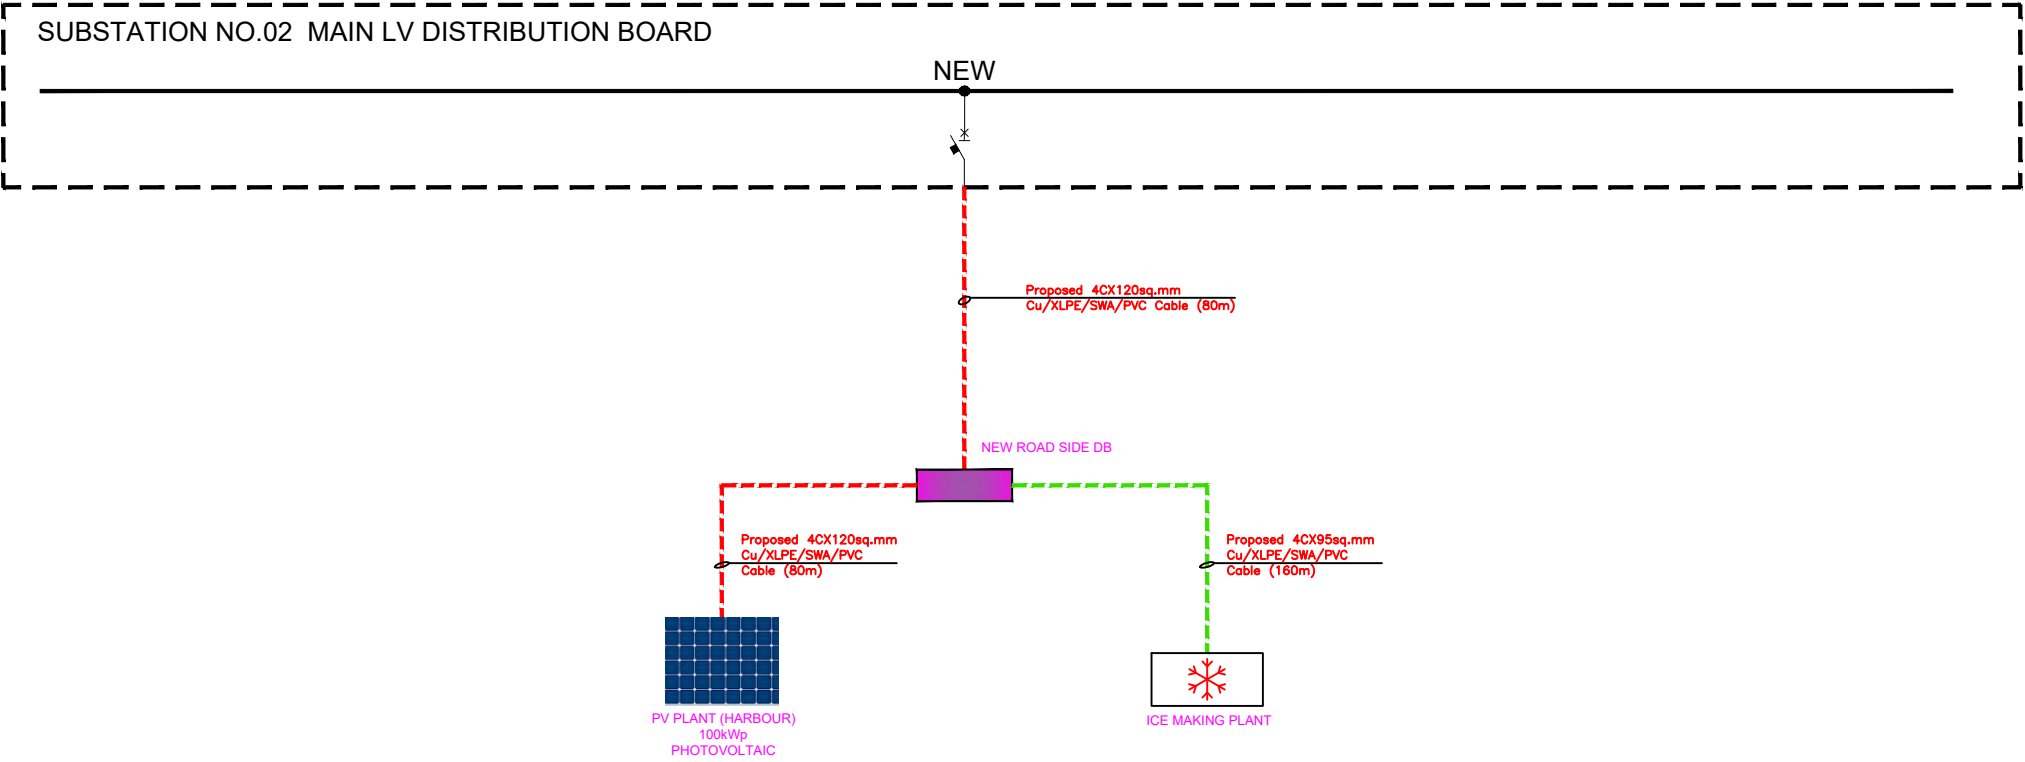 SUBSTATION NO.02 MAIN LV DISTRIBUTION BOARD
NEW
Proposed 4CX120sq.mm
Cu/XLPE/SWA/PVC Cable (80m)
NEW ROAD SIDE DB
Proposed 4CX120sq.mm
Cu/XLPE/SWA/PVC
Cable (80m)
Proposed 4CX95sq.mm
Cu/XLPE/SWA/PVC
Cable (160m)
PV PLANT (HARBOUR)
100kWp
PHOTOVOLTAIC
ICE MAKING PLANT